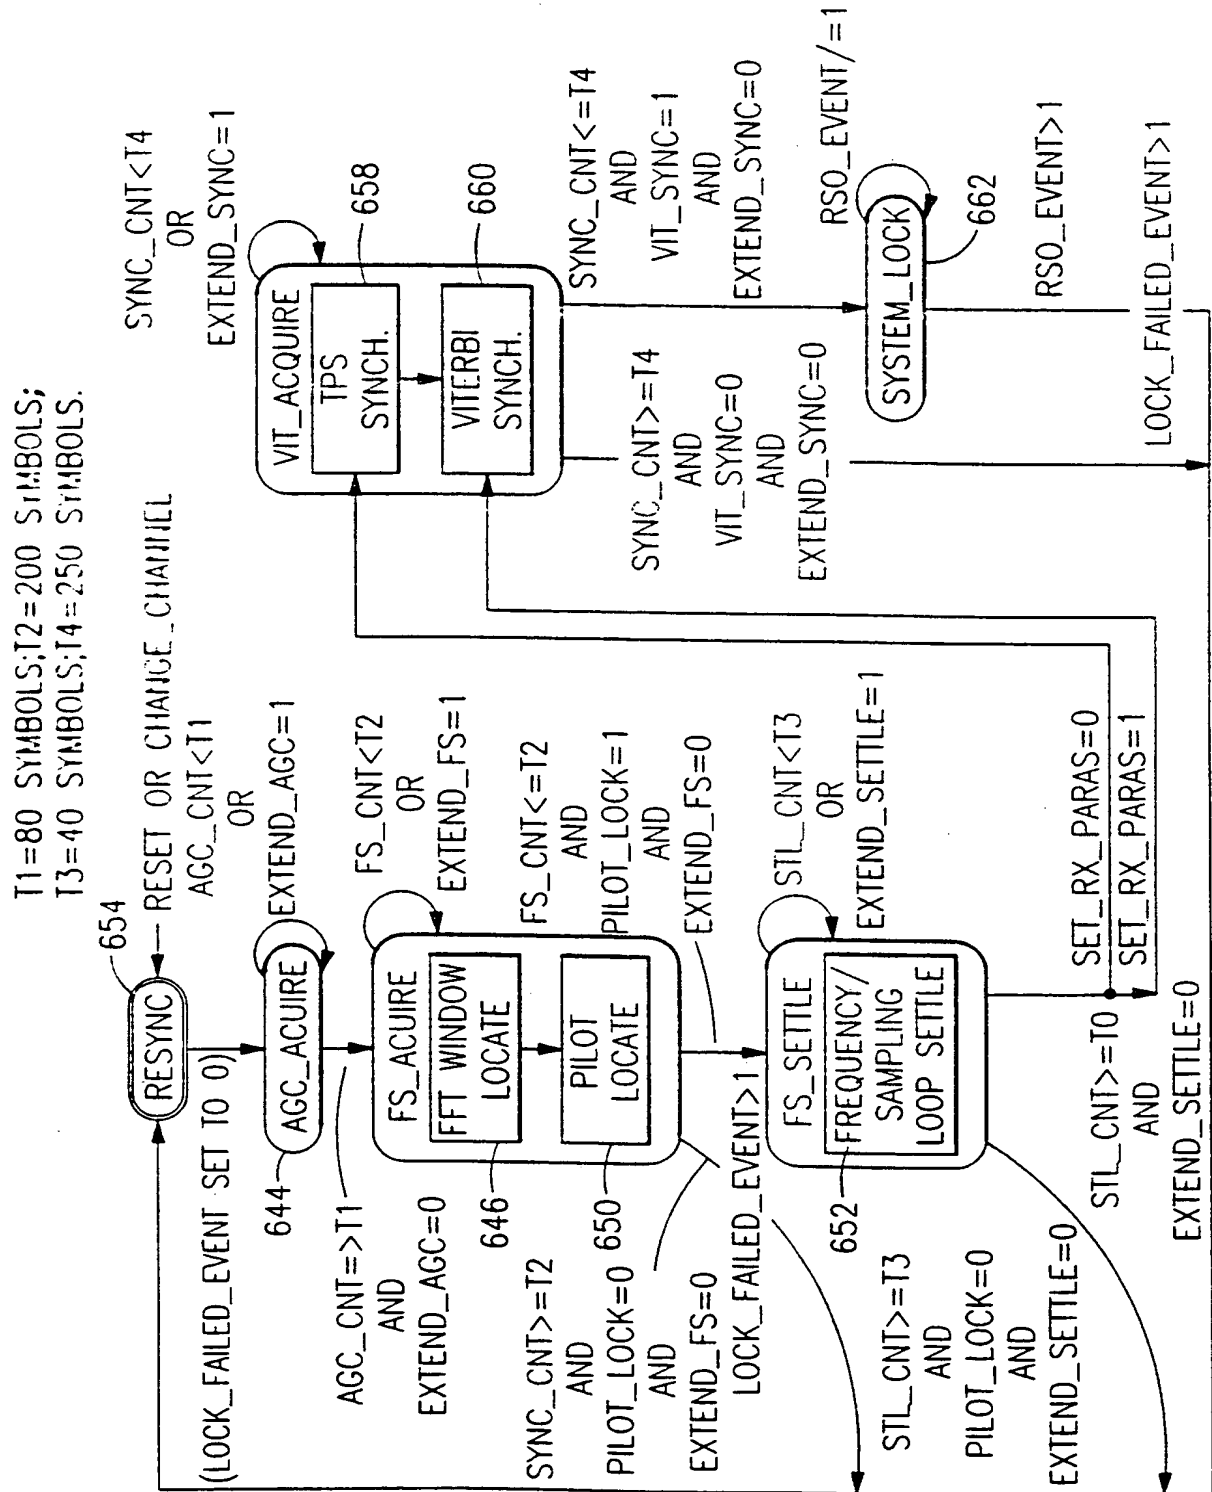 T1=80 SYMBOLS;T2=200 SYMBOLS;
T3=40 SYMBOLS;T4=250 SYMBOLS.
654
RESYNC
RESET OR CHANGE_CHANNEL
(LOCK_FAILED_EVENT SET TO 0)
AGC_CNT<T1
OR
EXTEND_AGC=1
644
AGC_ACUIRE
AGC_CNT=>T1
AND
EXTEND_AGC=0
FS_CNT<T2
OR
EXTEND_FS=1
FS_ACUIRE
FFT WINDOW
LOCATE
646
PILOT
LOCATE
650
SYNC_CNT>=T2
AND
PILOT_LOCK=0
AND
EXTEND_FS=0
LOCK_FAILED_EVENT>1
FS_CNT<=T2
AND
PILOT_LOCK=1
AND
EXTEND_FS=0
STL_CNT<T3
OR
EXTEND_SETTLE=1
FS_SETTLE
FREQUENCY/
SAMPLING
LOOP SETTLE
652
STL_CNT>=T3
AND
PILOT_LOCK=0
AND
EXTEND_SETTLE=0
STL_CNT>=T0
AND
EXTEND_SETTLE=0
SET_RX_PARAS=0
SET_RX_PARAS=1
SYNC_CNT<T4
OR
EXTEND_SYNC=1
VIT_ACQUIRE
TPS
SYNCH.
658
VITERBI
SYNCH.
660
SYNC_CNT>=T4
AND
VIT_SYNC=0
AND
EXTEND_SYNC=0
SYNC_CNT<=T4
AND
VIT_SYNC=1
AND
EXTEND_SYNC=0
RSO_EVENT/=1
SYSTEM_LOCK
662
RSO_EVENT>1
LOCK_FAILED_EVENT>1